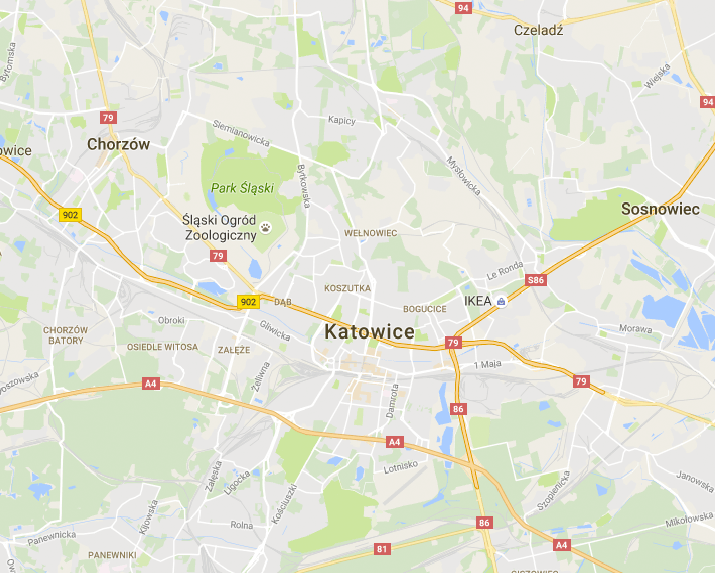 94
Czeladź
Bytomska
Wiejska
94
79
Kapicy
Siemianowicka
Chorzów
owice
Mysłowicka
Park Śląski
Bytkowska
902
Sosnowiec
Śląski Ogród
Zoologiczny
WEŁNOWIEC
79
Le Ronda
S86
KOSZUTKA
902
DĄB
IKEA
BOGUCICE
Obroki
Gliwicka
Katowice
Morawa
CHORZÓW
BATORY
OSIEDLE WITOSA
ZAŁĘŻE
79
1 Maja
Żeliwna
A4
79
Damrota
86
A4
Lotnisko
Załęska
Ligocka
Kościuszki
Szopienicka
Janowska
Kijowska
Rolna
86
Mikołowska
Panewnicka
A4
81
PANEWNIKI